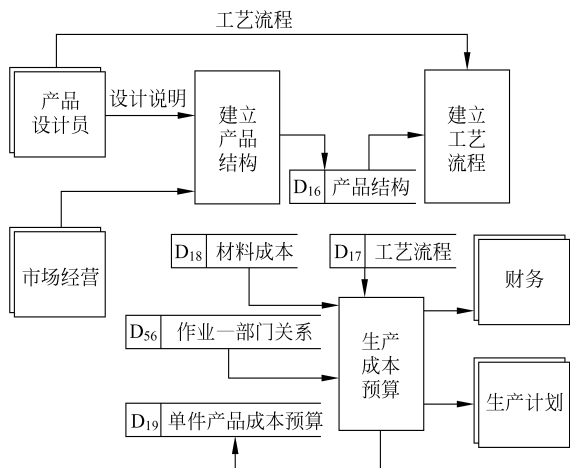 工艺流程
产品
设计员
设计说明
建立
产品
结构
建立
工艺
流程
D16 产品结构
市场经营
D18 材料成本
D17 工艺流程
财务
D56 作业—部门关系
生产
成本
预算
生产计划
D19 单件产品成本预算